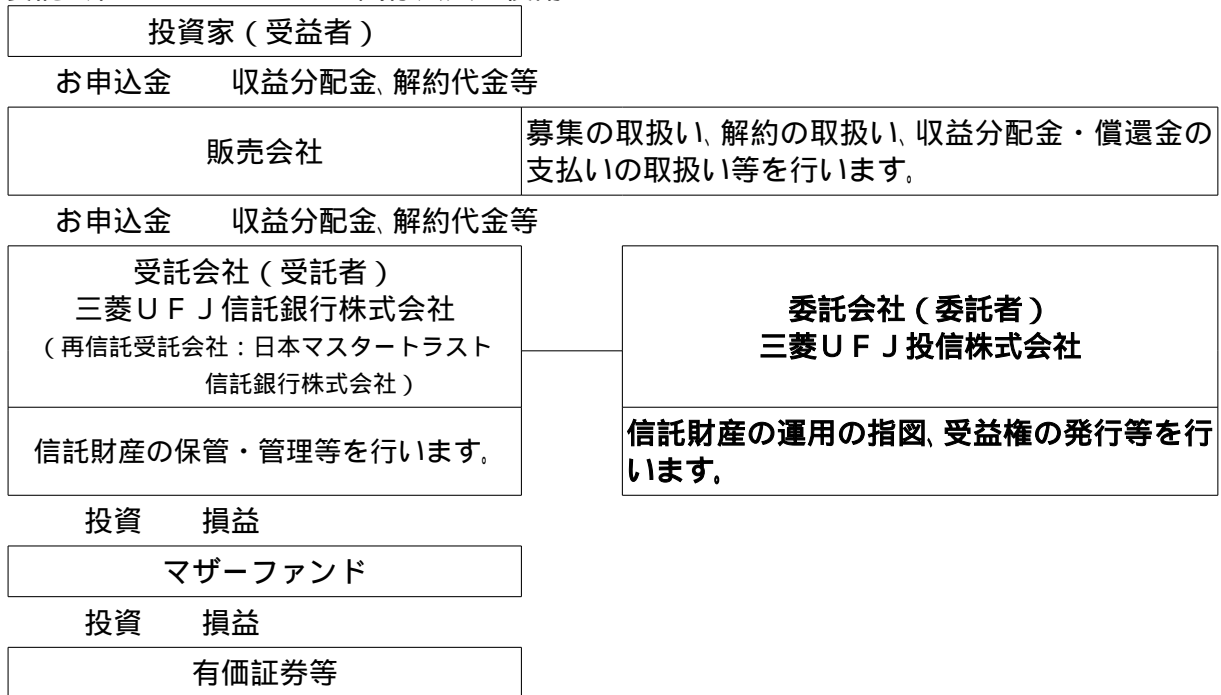 投資家（受益者）
お申込金　　収益分配金、解約代金等
販売会社
募集の取扱い、解約の取扱い、収益分配金・償還金の
支払いの取扱い等を行います。
お申込金　　収益分配金、解約代金等
受託会社（受託者）
三菱ＵＦＪ信託銀行株式会社
（再信託受託会社：日本マスタートラスト
信託銀行株式会社）
委託会社（委託者）
三菱ＵＦＪ投信株式会社
信託財産の保管・管理等を行います。
信託財産の運用の指図、受益権の発行等を行
います。
投資　　損益
マザーファンド
投資　　損益
有価証券等